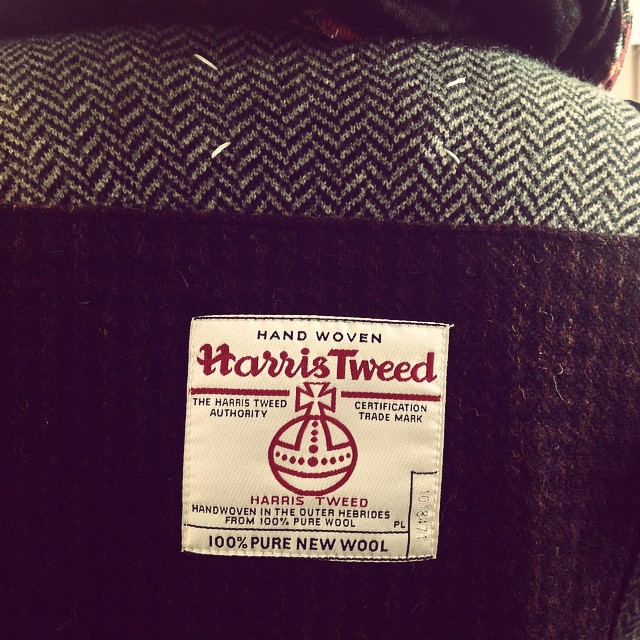 HAND WOVEN
Harris Tweed
THE HARRIS TWEED AUTHORITY
CERTIFICATION TRADE MARK
HARRIS TWEED
HANDWOVEN IN THE OUTER HEBRIDES
FROM 100% PURE WOOL
PL
100% PURE NEW WOOL